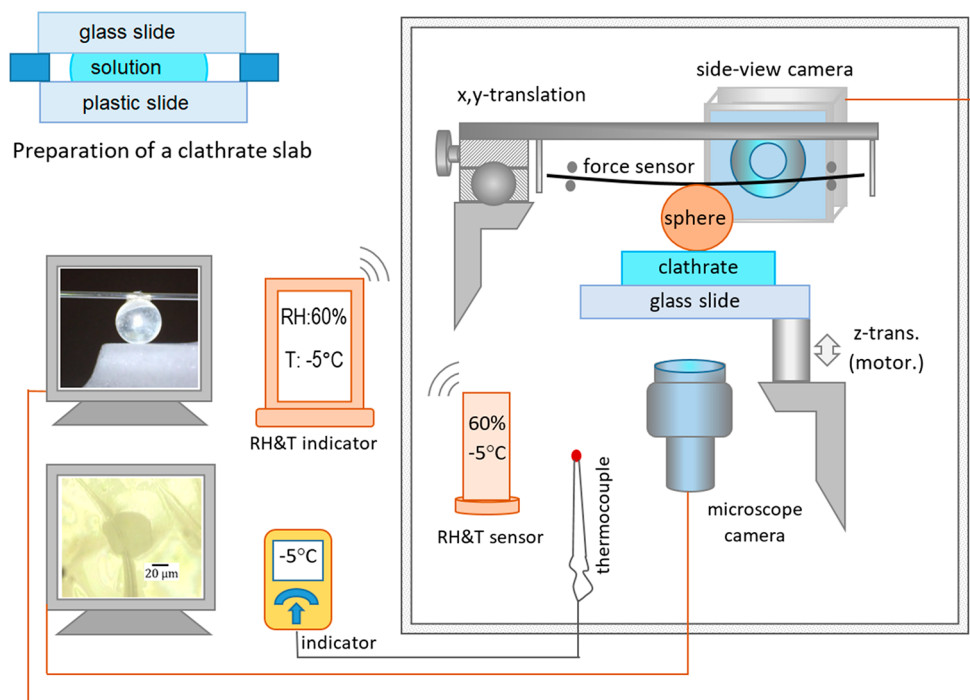 glass slide
solution
plastic slide
Preparation of a clathrate slab
side-view camera
x,y-translation
force sensor
sphere
clathrate
glass slide
z-trans.
(motor.)
RH:60%
T: -5°C
RH&T indicator
60%
-5°C
RH&T sensor
thermocouple
microscope
camera
20 μm
-5°C
indicator